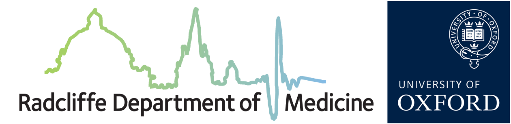 Radcliffe Department of Medicine
UNIVERSITY OF
OXFORD